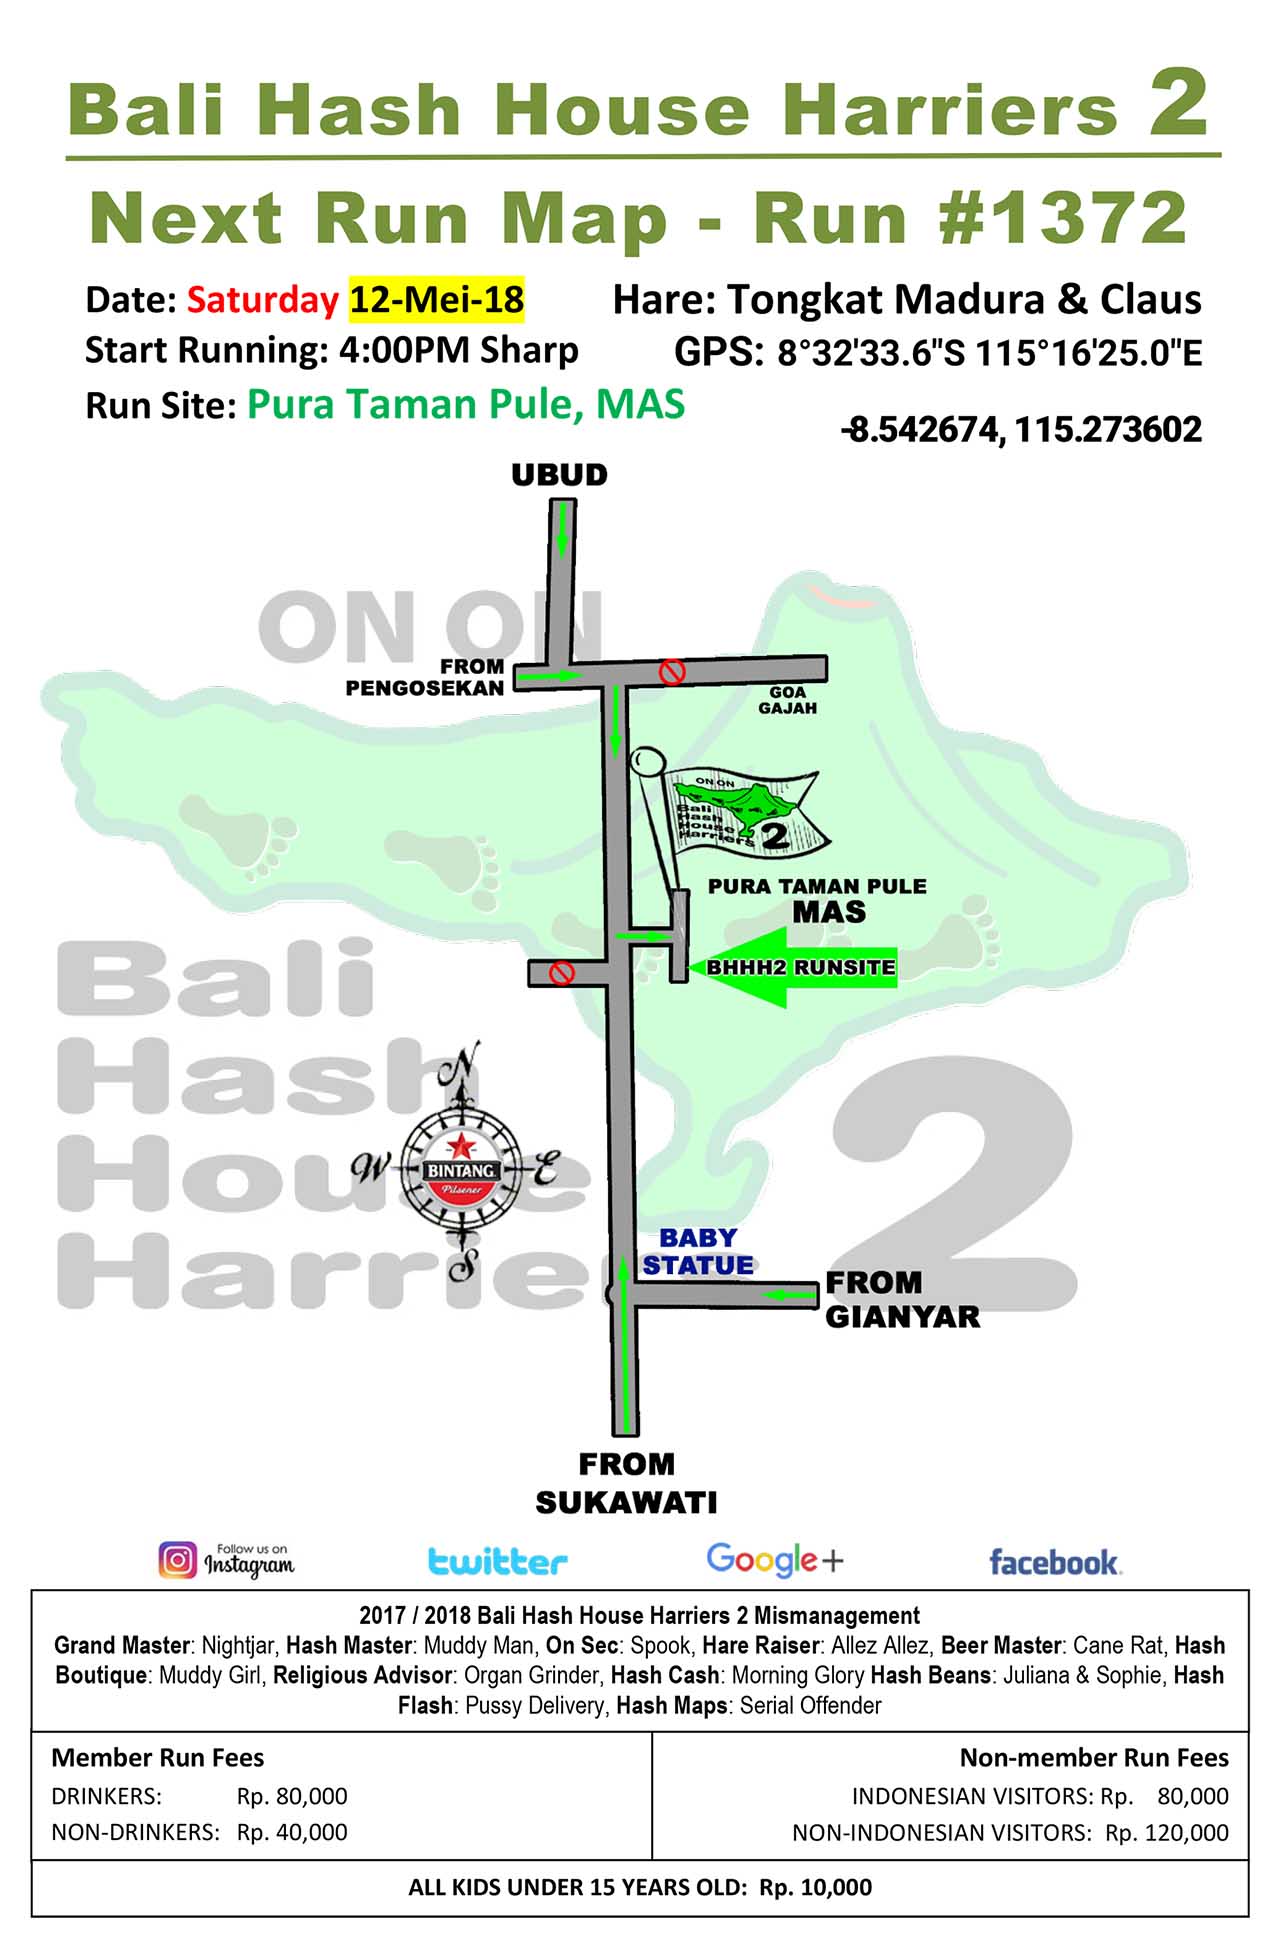 Bali Hash House Harriers 2
Next Run Map - Run #1372
Date: Saturday 12-Mei-18
Hare: Tongkat Madura & Claus
Start Running: 4:00PM Sharp
GPS: 8°32'33.6"S 115°16'25.0"E
Run Site: Pura Taman Pule, MAS
-8.542674, 115.273602
UBUD
ON ON
FROM
PENGOSEKAN
GOA
GAJAH
ON ON
Bali
Hash
House
Harriers
2
PURA TAMAN PULE
MAS
BHHH2 RUNSITE
Bali
Hash
House
Harriers 2
N
W
E
S
BINTANG
Pilsener
BABY
STATUE
FROM
GIANYAR
FROM
SUKAWATI
Follow us on
Instagram
twitter
Google+
facebook.
2017 / 2018 Bali Hash House Harriers 2 Mismanagement
Grand Master: Nightjar, Hash Master: Muddy Man, On Sec: Spook, Hare Raiser: Allez Allez, Beer Master: Cane Rat, Hash
Boutique: Muddy Girl, Religious Advisor: Organ Grinder, Hash Cash: Morning Glory Hash Beans: Juliana & Sophie, Hash
Flash: Pussy Delivery, Hash Maps: Serial Offender
Member Run Fees
DRINKERS: Rp. 80,000
NON-DRINKERS: Rp. 40,000
Non-member Run Fees
INDONESIAN VISITORS: Rp. 80,000
NON-INDONESIAN VISITORS: Rp. 120,000
ALL KIDS UNDER 15 YEARS OLD: Rp. 10,000